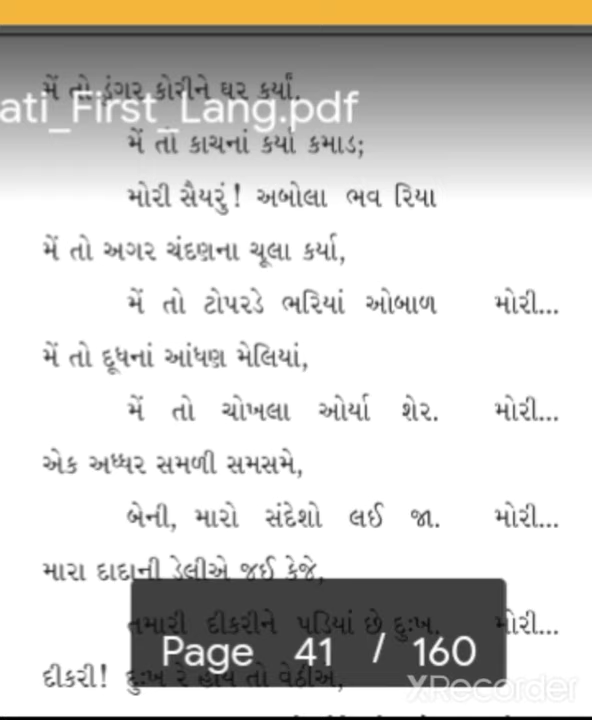 મેં તો ડુંગર કોરીને ઘર કર્યાં,
ati_First_Lang.pdf
મેં તો કાચનાં કર્યાં કમાડ;
મોરી સૈયરું! અબોલા ભવ રિયા
મેં તો અગર ચંદણના ચૂલા કર્યા,
મેં તો ટોપરડે ભરિયાં ઓબાળ મોરી...
મેં તો દૂધનાં આંધણ મેલિયાં,
મેં તો ચોખલા ઓર્યા શેર. મોરી...
એક અધ્ધર સમળી સમસમે,
બેની, મારો સંદેશો લઈ જા. મોરી...
મારા દાદાની ડેલીએ જઈ કેજે,
તમારી દીકરીને પડિયાં છે દુઃખ. મોરી...
Page 41 / 160
દીકરી! દુઃખ રે હોય તો વેઠીએ,
XRecorder